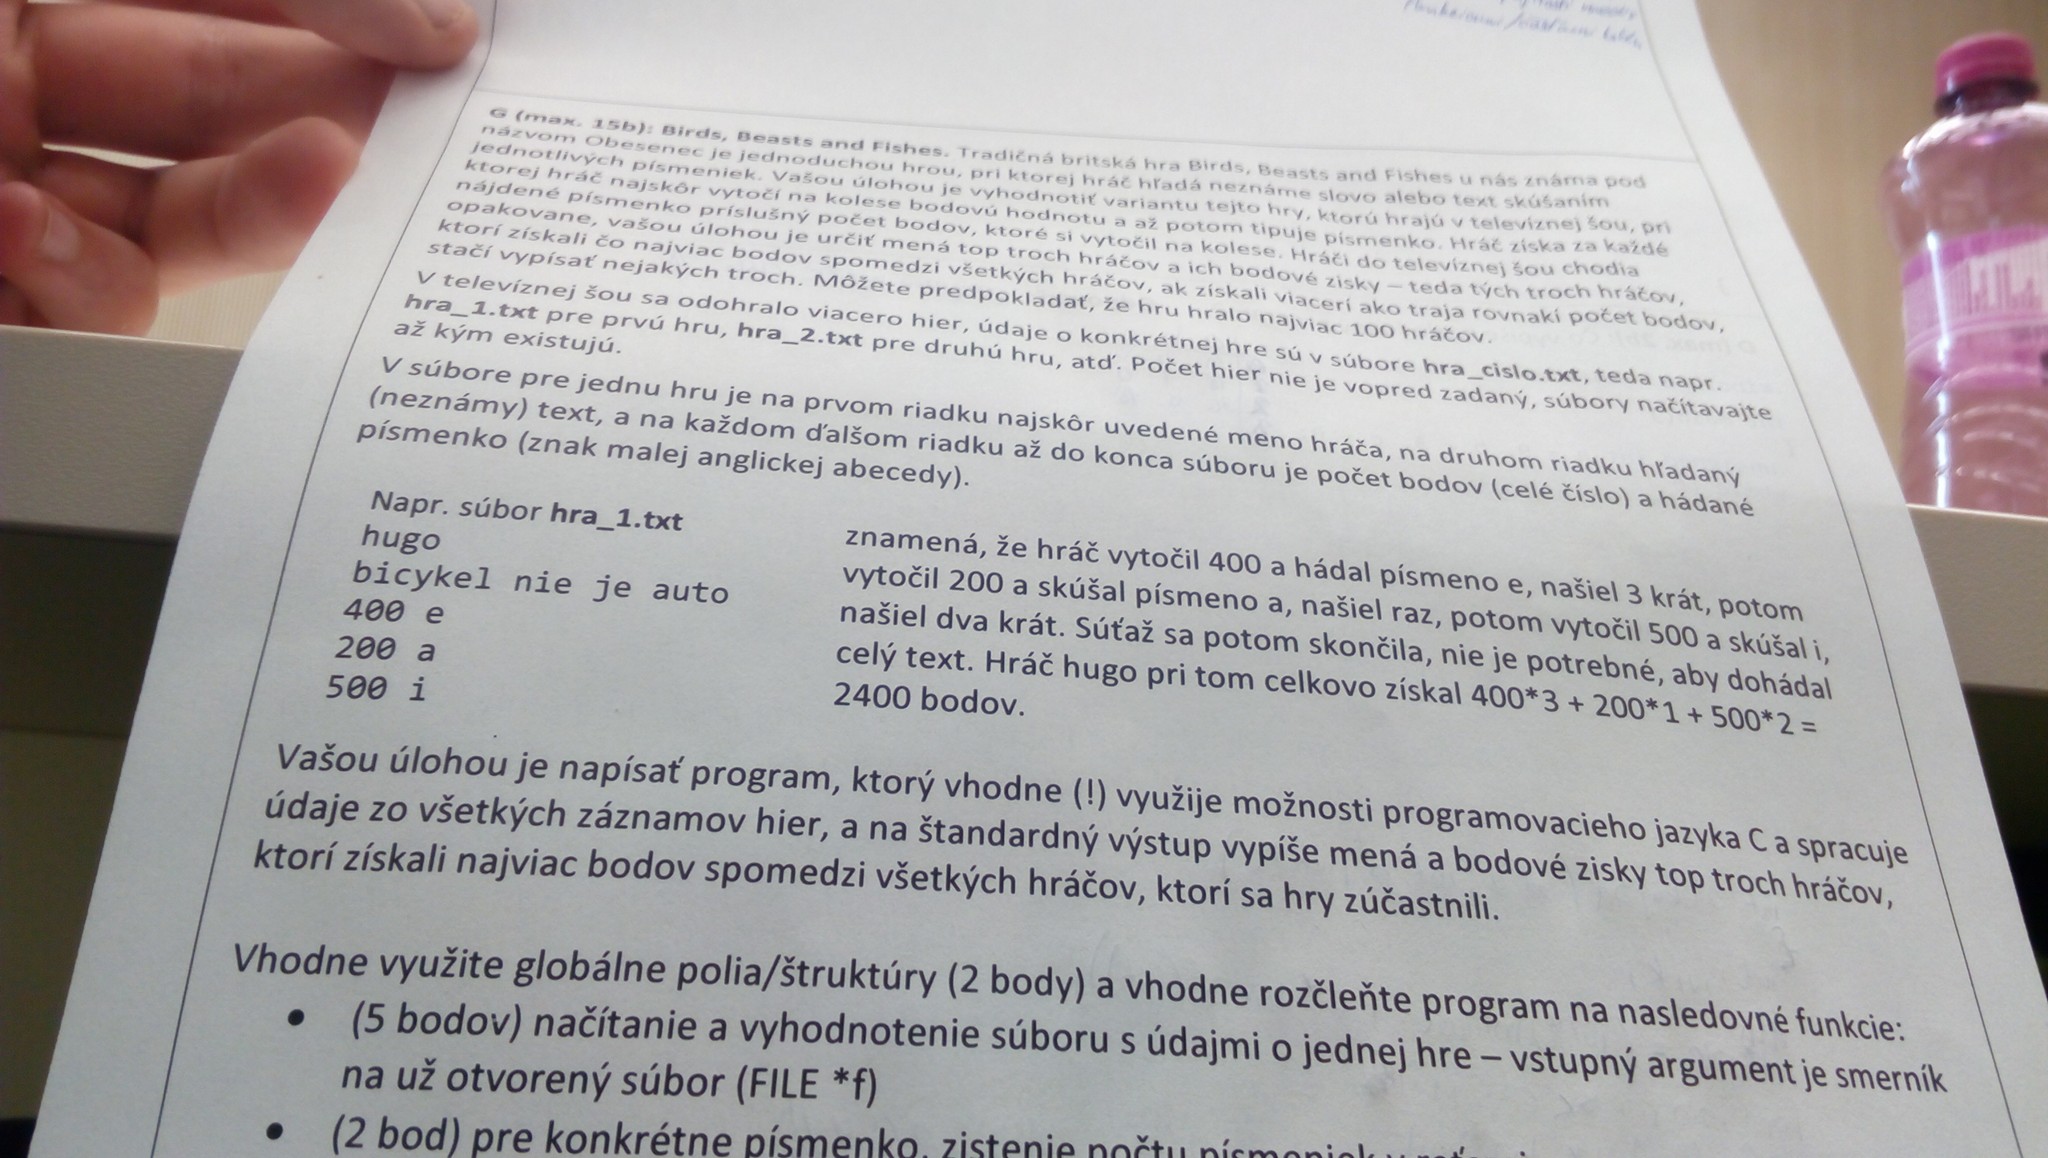 G (max. 15b): Birds, Beasts and Fishes. Tradičná britská hra Birds, Beasts and Fishes u nás známa pod
názvom Obesenec je jednoduchou hrou, pri ktorej hráč hľadá neznáme slovo alebo text skúšaním
jednotlivých písmeniek. Vašou úlohou je vyhodnotiť variantu tejto hry, ktorú hrajú v televíznej šou, pri
ktorej hráč najskôr vytočí na kolese bodovú hodnotu a až potom tipuje písmenko. Hráč získa za každé
nájdené písmenko príslušný počet bodov, ktoré si vytočil na kolese. Hráči do televíznej šou chodia
opakovane, vašou úlohou je určiť mená top troch hráčov a ich bodové zisky – teda tých troch hráčov,
ktorí získali čo najviac bodov spomedzi všetkých hráčov, ak získali viacerí ako traja rovnakí počet bodov,
stačí vypísať nejakých troch. Môžete predpokladať, že hru hralo najviac 100 hráčov.
V televíznej šou sa odohralo viacero hier, údaje o konkrétnej hre sú v súbore hra_cislo.txt, teda napr.
hra_1.txt pre prvú hru, hra_2.txt pre druhú hru, atď. Počet hier nie je vopred zadaný, súbory načítavajte
až kým existujú.
V súbore pre jednu hru je na prvom riadku najskôr uvedené meno hráča, na druhom riadku hľadaný
(neznámy) text, a na každom ďalšom riadku až do konca súboru je počet bodov (celé číslo) a hádané
písmenko (znak malej anglickej abecedy).
Napr. súbor hra_1.txt
hugo
bicykel nie je auto
400 e
200 a
500 i
znamená, že hráč vytočil 400 a hádal písmeno e, našiel 3 krát, potom
vytočil 200 a skúšal písmeno a, našiel raz, potom vytočil 500 a skúšal i,
našiel dva krát. Súťaž sa potom skončila, nie je potrebné, aby dohádal
celý text. Hráč hugo pri tom celkovo získal 400*3 + 200*1 + 500*2 =
2400 bodov.
Vašou úlohou je napísať program, ktorý vhodne (!) využije možnosti programovacieho jazyka C a spracuje
údaje zo všetkých záznamov hier, a na štandardný výstup vypíše mená a bodové zisky top troch hráčov,
ktorí získali najviac bodov spomedzi všetkých hráčov, ktorí sa hry zúčastnili.
Vhodne využite globálne polia/štruktúry (2 body) a vhodne rozčleňte program na nasledovné funkcie:
• (5 bodov) načítanie a vyhodnotenie súboru s údajmi o jednej hre – vstupný argument je smerník
na už otvorený súbor (FILE *f)
• (2 bod) pre konkrétne písmenko, zistenie počtu písmeniek v